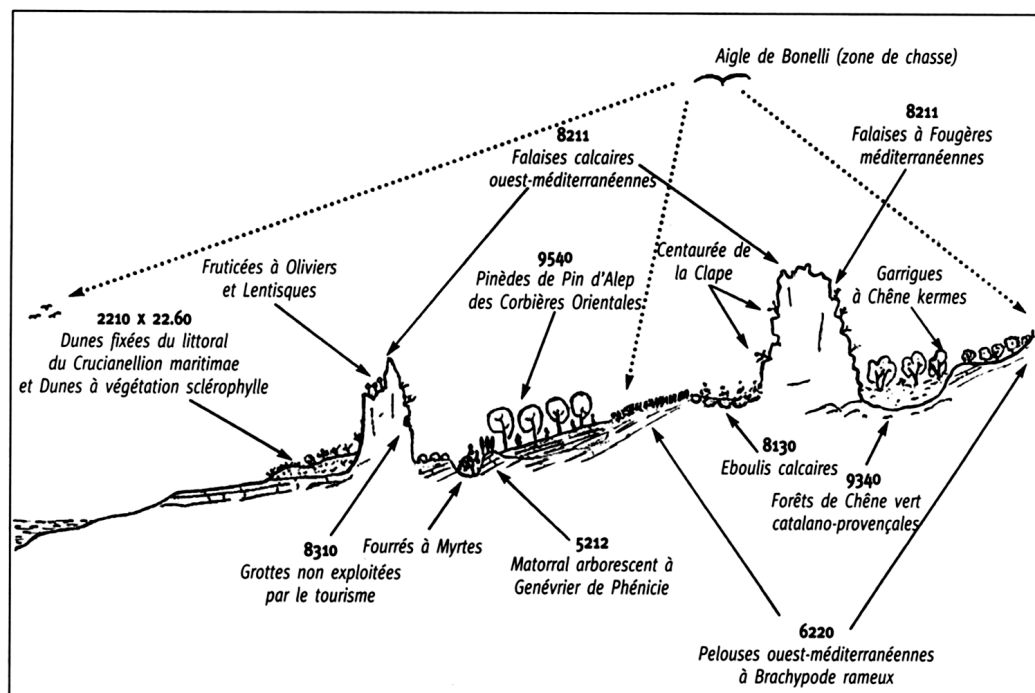 Aigle de Bonelli (zone de chasse)
8211
Falaises à Fougères
méditerranéennes
8211
Falaises calcaires
ouest-méditerranéennes
Fruticées à Oliviers
et Lentisques
9540
Pinèdes de Pin d'Alep
des Corbières Orientales
Centaurée de
la Clape
Garrigues
à Chêne kermes
2210 x 22.60
Dunes fixées du littoral
du Crucianellion maritimae
et Dunes à végétation sclérophylle
8130
Eboulis calcaires
9340
Forêts de Chêne vert
catalano-provençales
8310
Grottes non exploitées
par le tourisme
Fourrés à Myrtes
5212
Matorral arborescent à
Genévrier de Phénicie
6220
Pelouses ouest-méditerranéennes
à Brachypode rameux